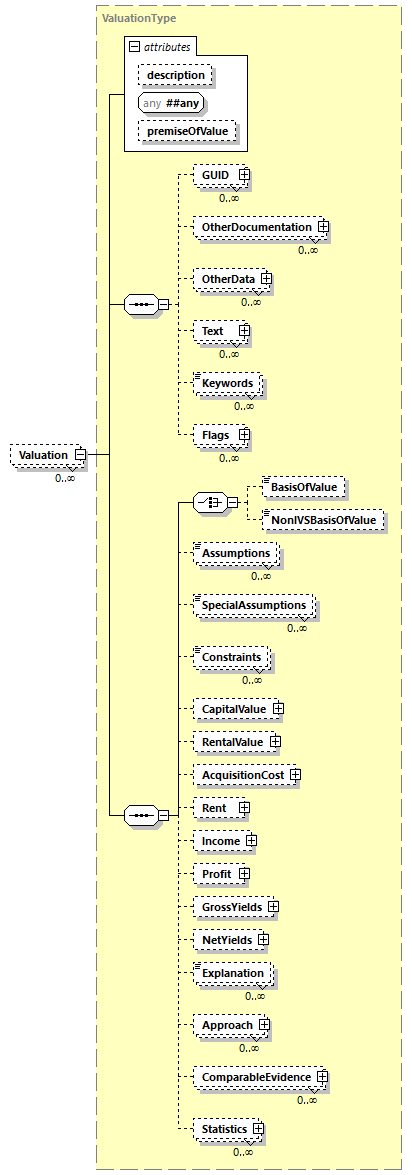 ValuationType
attributes
description
any ##any
premiseOfValue
GUID
0..∞
OtherDocumentation
0..∞
OtherData
0..∞
Text
0..∞
Keywords
0..∞
Flags
0..∞
Valuation
0..∞
BasisOfValue
NonIVSBasisOfValue
Assumptions
0..∞
SpecialAssumptions
0..∞
Constraints
0..∞
CapitalValue
RentalValue
AcquisitionCost
Rent
Income
Profit
GrossYields
NetYields
Explanation
0..∞
Approach
0..∞
ComparableEvidence
0..∞
Statistics
0..∞